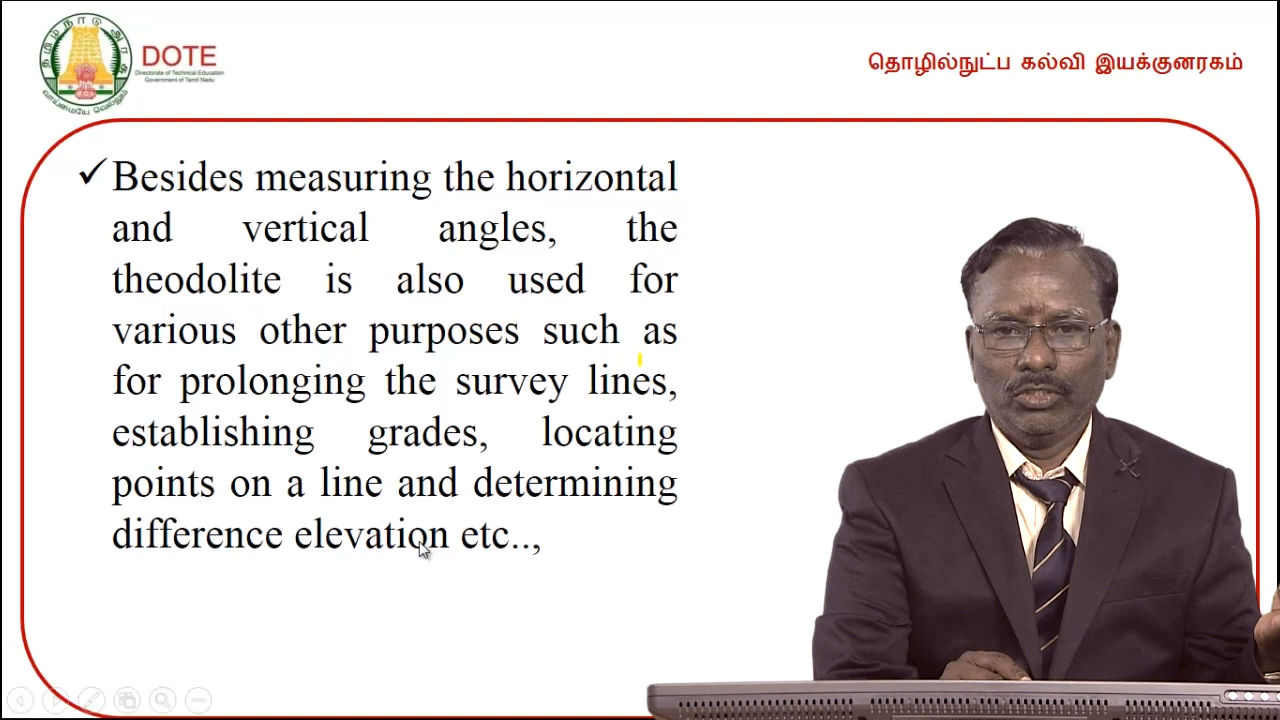 தமிழ்நாடு அரசு
வாய்மையே வெல்லும்
DOTE
Directorate of Technical Education
Government of Tamil Nadu
தொழில்நுட்ப கல்வி இயக்குனரகம்
✓ Besides measuring the horizontal
and vertical angles, the
theodolite is also used for
various other purposes such as
for prolonging the survey lines,
establishing grades, locating
points on a line and determining
difference elevation etc..,